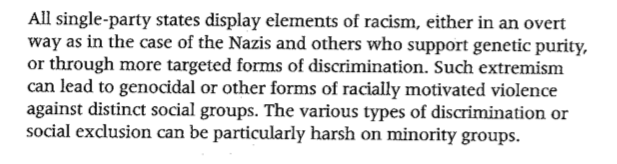 All single-party states display elements of racism, either in an overt
way as in the case of the Nazis and others who support genetic purity,
or through more targeted forms of discrimination. Such extremism
can lead to genocidal or other forms of racially motivated violence
against distinct social groups. The various types of discrimination or
social exclusion can be particularly harsh on minority groups.